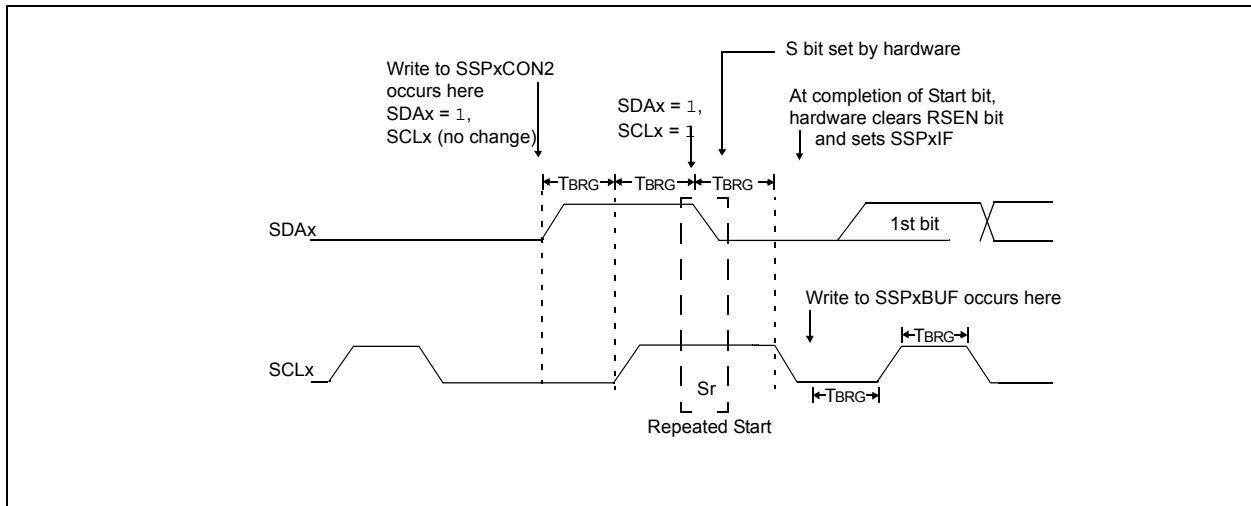 S bit set by hardware
Write to SSPxCON2
occurs here
SDAx = 1,
SCLx (no change)
SDAx = 1,
SCLx = 1
At completion of Start bit,
hardware clears RSEN bit
and sets SSPxIF
TBRG TBRG TBRG
SDAx
1st bit
Write to SSPxBUF occurs here
TBRG
SCLx
Sr
TBRG
Repeated Start